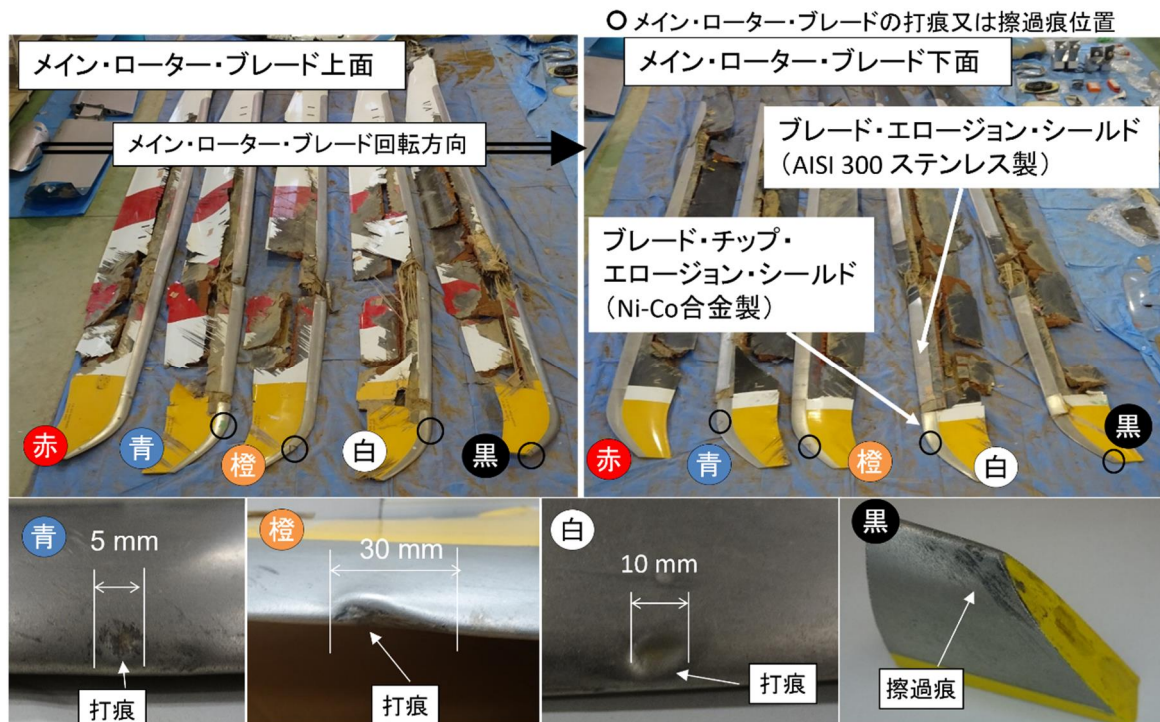 ○メイン・ローター・ブレードの打痕又は擦過痕位置
メイン・ローター・ブレード上面
メイン・ローター・ブレード下面
メイン・ローター・ブレード回転方向
ブレード・エロージョン・シールド
（AISI 300 ステンレス製）
ブレード・チップ・
エロージョン・シールド
（Ni-Co合金製）
赤
青
橙
白
黒
赤
青
橙
白
黒
青
5 mm
打痕
橙
30 mm
打痕
白
10 mm
打痕
黒
擦過痕